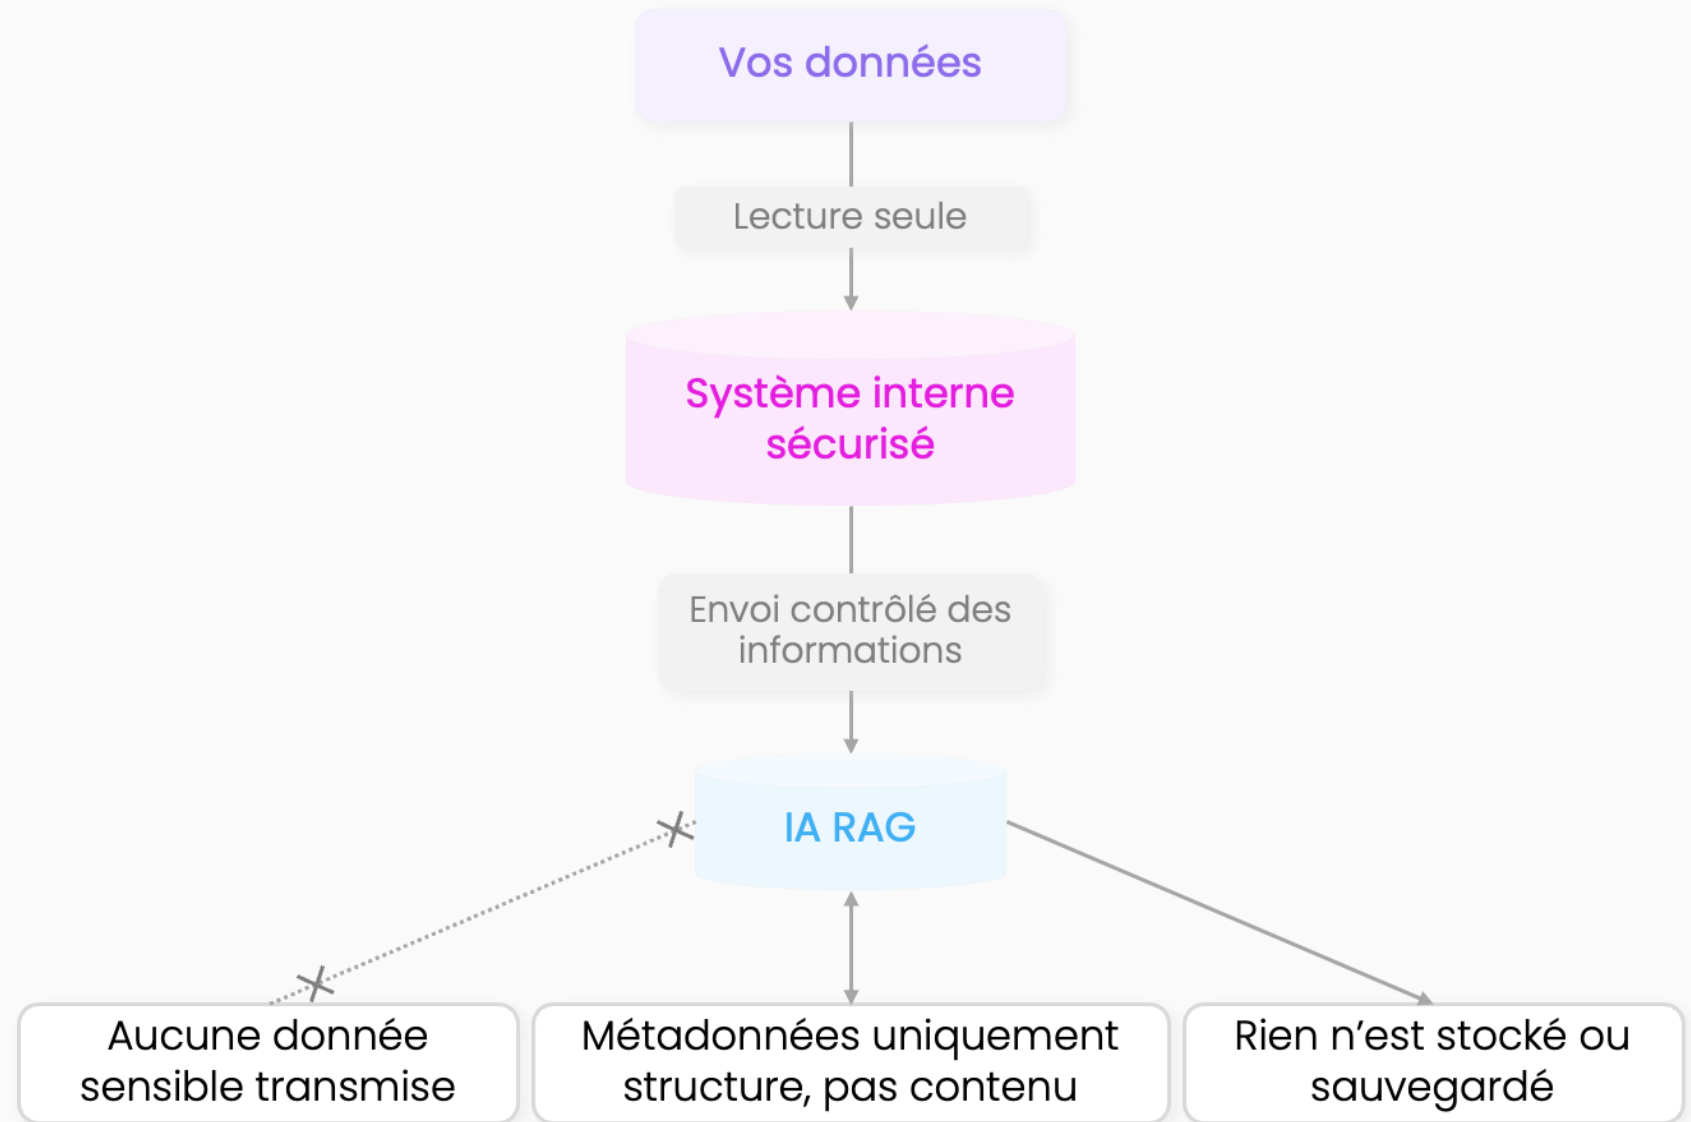 Vos données
Lecture seule
Système interne
sécurisé
Envoi contrôlé des
informations
IA RAG
Aucune donnée
sensible transmise
Métadonnées uniquement
structure, pas contenu
Rien n’est stocké ou
sauvegardé